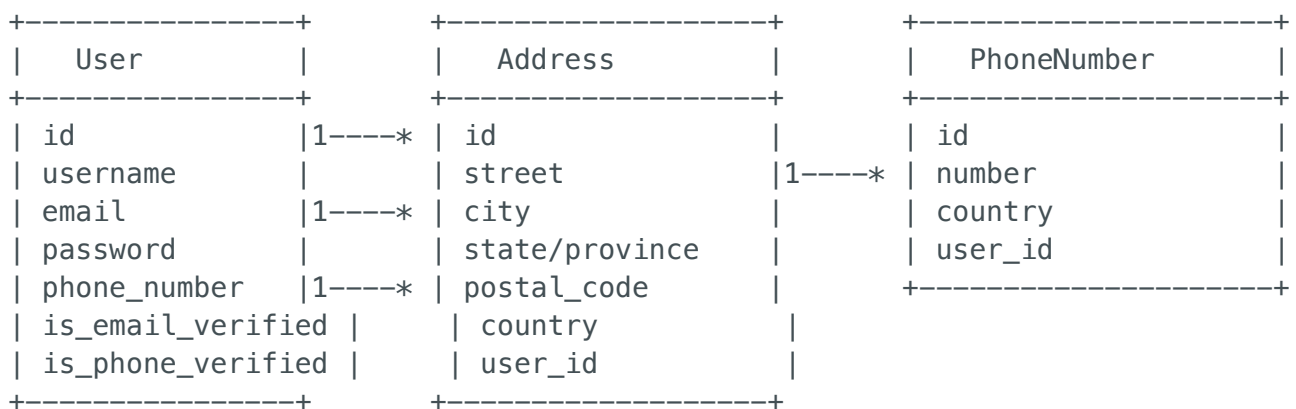 +----------------+       +-------------------+       +---------------------+
|   User         |       |   Address         |       |   PhoneNumber       |
+----------------+       +-------------------+       +---------------------+
| id             |1----* | id                |       | id                  |
| username       |       | street            |1----* | number              |
| email          |1----* | city              |       | country             |
| password       |       | state/province    |       | user_id             |
| phone_number   |1----* | postal_code       |       +---------------------+
| is_email_verified |     | country           |
| is_phone_verified |     | user_id           |
+----------------+       +-------------------+